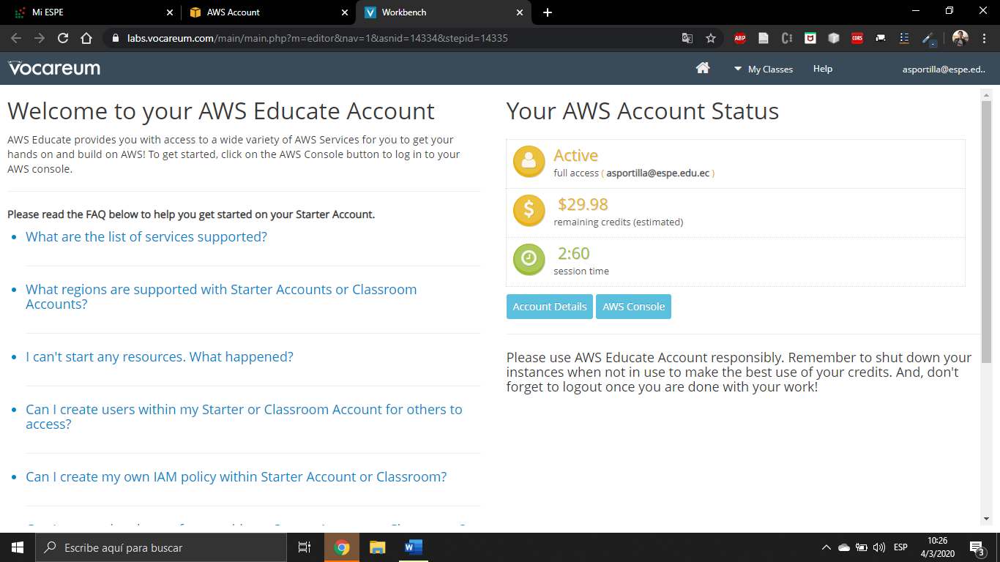 Mi ESPE
AWS Account
Workbench
labs.vocareum.com/main/main.php?m=editor&nav=1&asnid=14334&stepid=14335
ABP
CORS
vocareum
My Classes
Help
asportilla@espe.ed..
Welcome to your AWS Educate Account
AWS Educate provides you with access to a wide variety of AWS Services for you to get your
hands on and build on AWS! To get started, click on the AWS Console button to log in to your
AWS console.
Please read the FAQ below to help you get started on your Starter Account.
• What are the list of services supported?
• What regions are supported with Starter Accounts or Classroom
Accounts?
• I can't start any resources. What happened?
• Can I create users within my Starter or Classroom Account for others to
access?
• Can I create my own IAM policy within Starter Account or Classroom?
Your AWS Account Status
Active
full access ( asportilla@espe.edu.ec )
$29.98
remaining credits (estimated)
2:60
session time
Account Details
AWS Console
Please use AWS Educate Account responsibly. Remember to shut down your
instances when not in use to make the best use of your credits. And, don't
forget to logout once you are done with your work!
Escribe aquí para buscar
ESP
10:26
4/3/2020
3